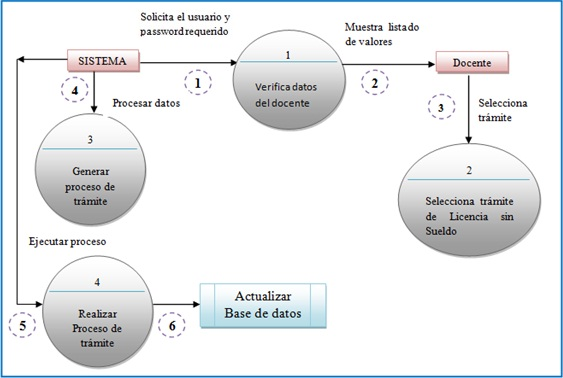 Solicita el usuario y
password requerido
Muestra listado
de valores
SISTEMA
1
Verifica datos
del docente
Docente
4
1
2
Procesar datos
3
Selecciona
trámite
3
Generar
proceso de
trámite
2
Selecciona trámite
de Licencia sin
Sueldo
Ejecutar proceso
4
Realizar
Proceso de
trámite
5
6
Actualizar
Base de datos